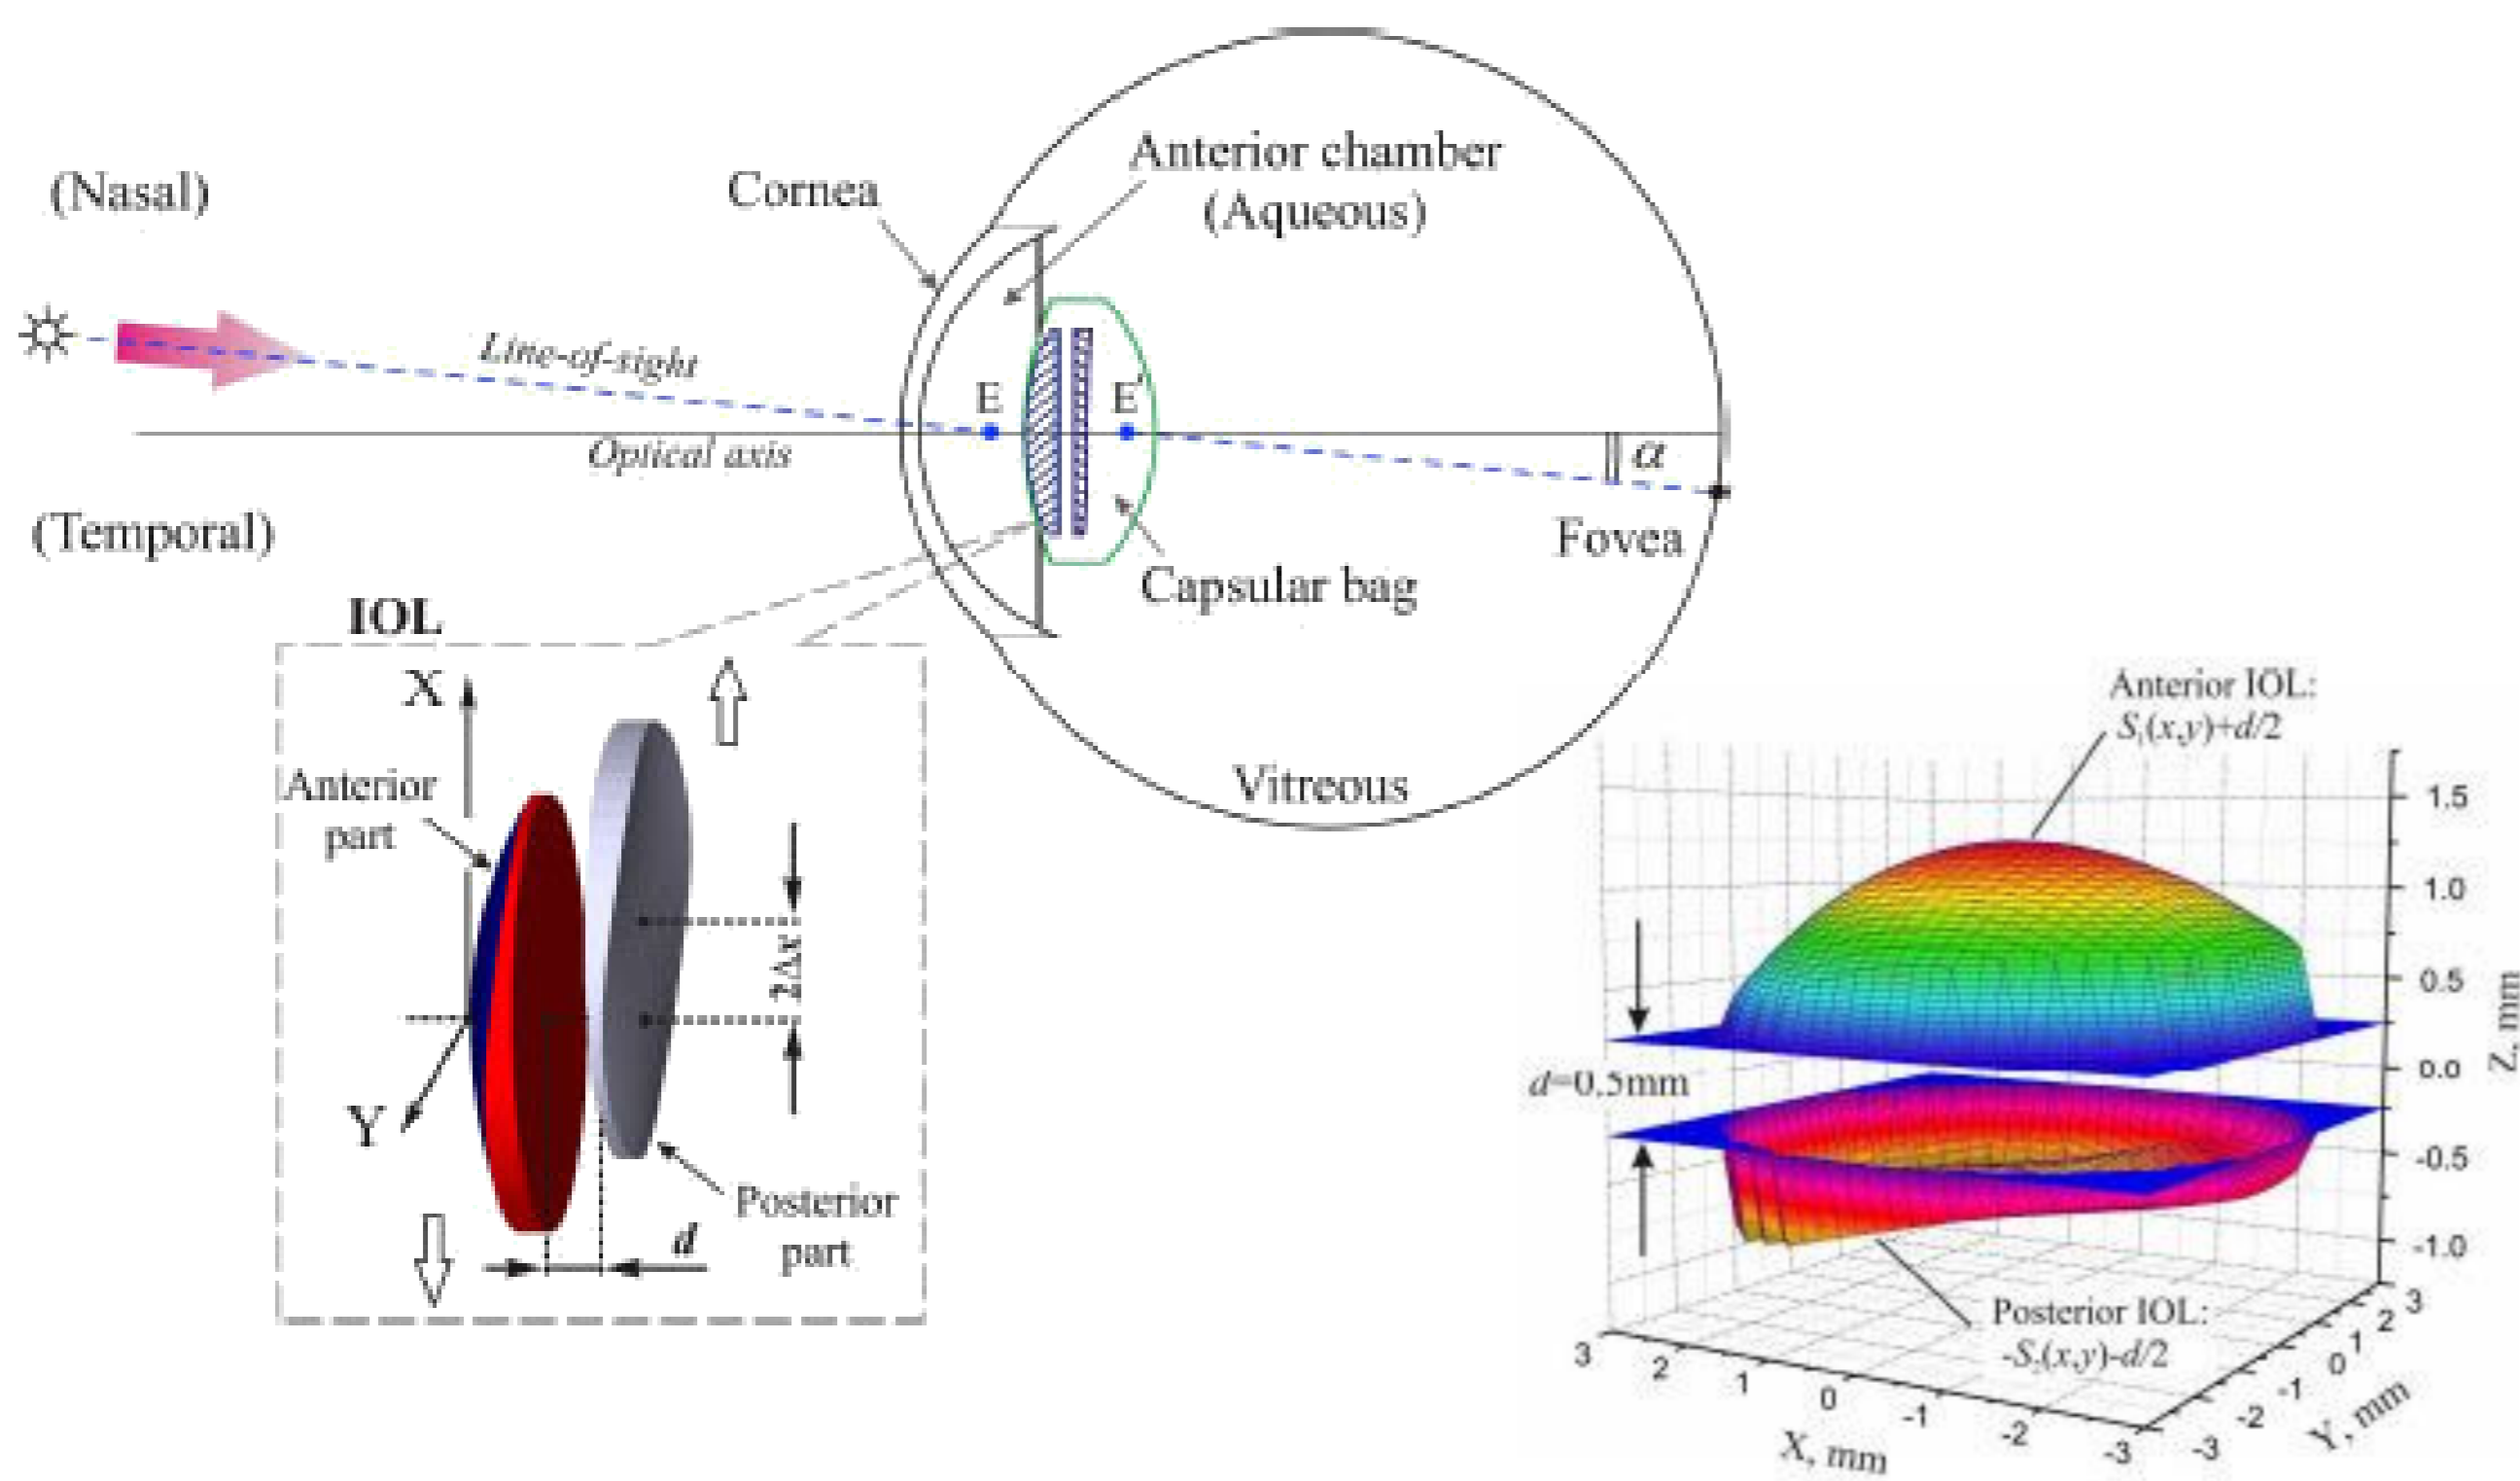 (Nasal)
Cornea
Anterior chamber
(Aqueous)
Line-of-sight
E
E'
Optical axis
α
(Temporal)
Fovea
Capsular bag
IOL
X
Anterior
part
Y
2Δx
d
Posterior
part
Vitreous
Anterior IOL:
S₁(x,y)+d/2
1.5
1.0
0.5
0.0
-0.5
-1.0
Z, mm
d=0.5mm
Posterior IOL:
-S₂(x,y)-d/2
3
2
1
0
-1
-2
-3
X, mm
3
2
1
0
-1
-2
-3
Y, mm